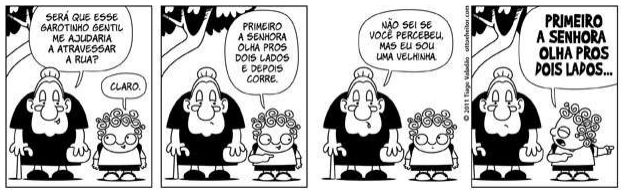 SERÁ QUE ESSE
GAROTINHO GENTIL
ME AJUDARIA
A ATRAVESSAR
A RUA?
CLARO.
PRIMEIRO
A SENHORA
OLHA PROS
DOIS LADOS
E DEPOIS
CORRE.
NÃO SEI SE
VOCÊ PERCEBEU,
MAS EU SOU
UMA VELHINHA.
© 2011 Tiago Valadão
PRIMEIRO
A SENHORA
OLHA PROS
DOIS LADOS...